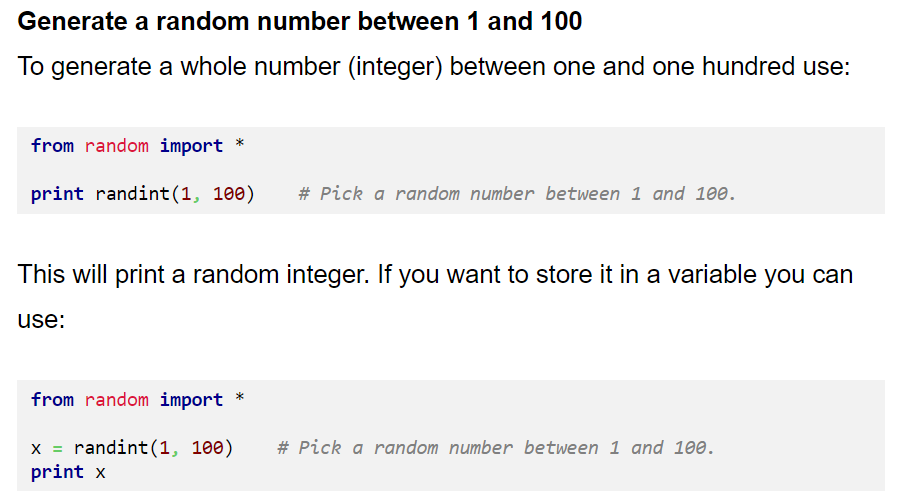 Generate a random number between 1 and 100
To generate a whole number (integer) between one and one hundred use:
from random import *
print randint(1, 100)    # Pick a random number between 1 and 100.
This will print a random integer. If you want to store it in a variable you can
use:
from random import *
x = randint(1, 100)    # Pick a random number between 1 and 100.
print x